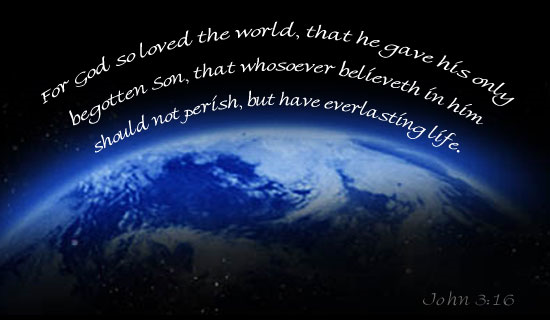 For God so loved the world, that he gave his only
begotten Son, that whosoever believeth in him
should not perish, but have everlasting life.
John 3:16